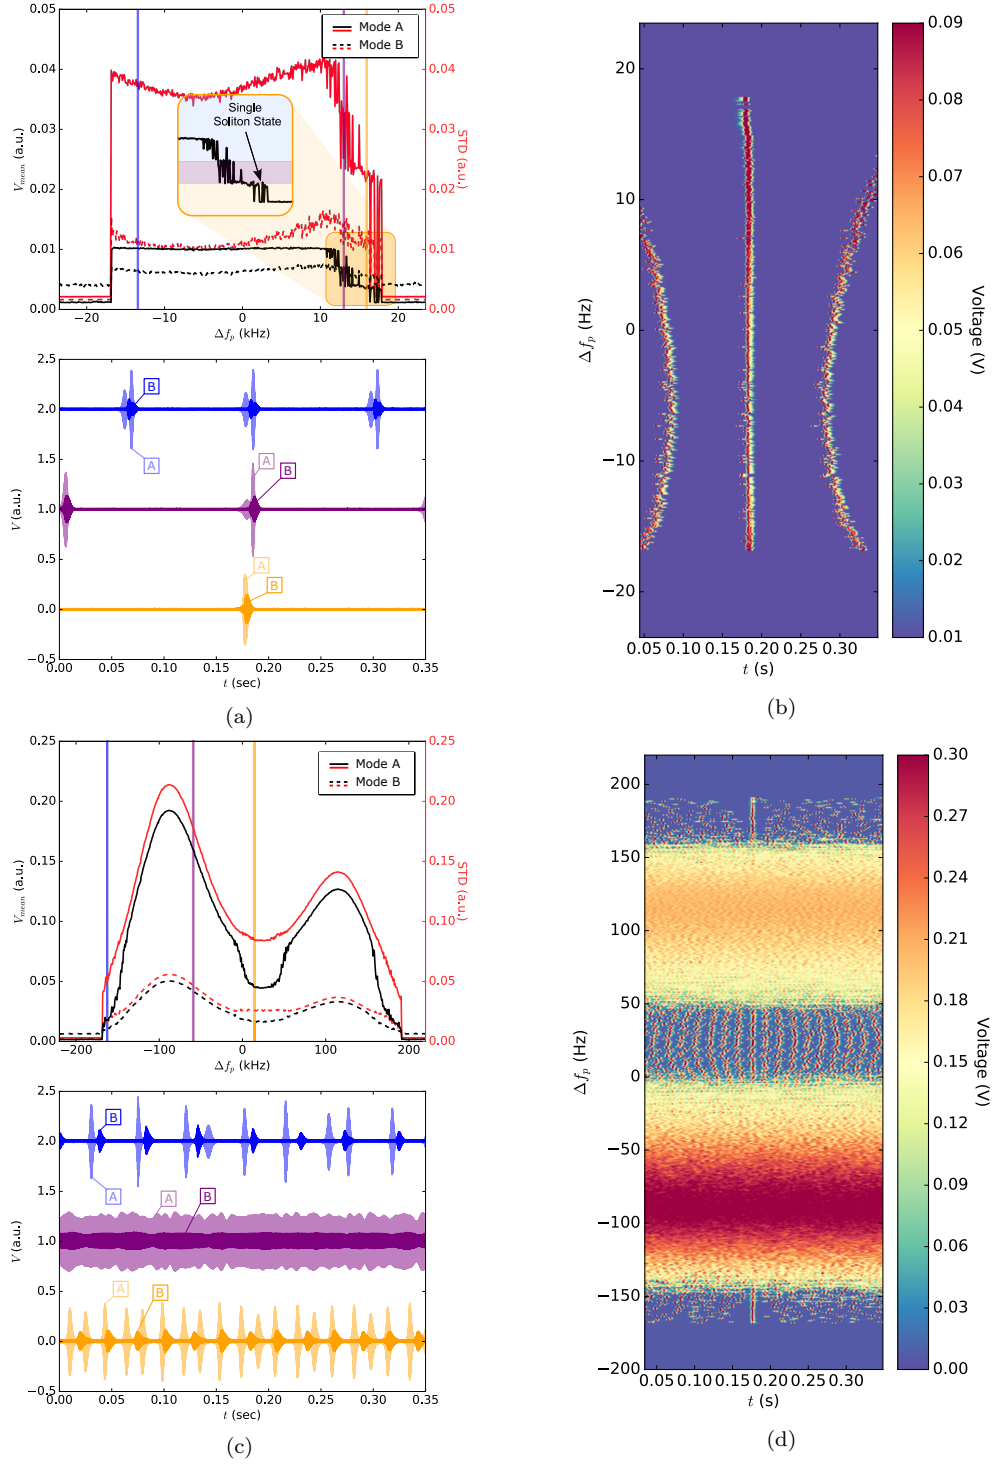 0.05
0.04
0.03
0.02
0.01
0.00
V_mean (a.u.)
Mode A
Mode B
Single
Soliton State
0.05
0.04
0.03
0.02
0.01
0.00
STD (a.u.)
−20 −10 0 10 20
Δf_p (kHz)
2.5
2.0
1.5
1.0
0.5
0.0
−0.5
V (a.u.)
B
A
A
B
A
B
0.00 0.05 0.10 0.15 0.20 0.25 0.30 0.35
t (sec)
(a)
20
10
0
−10
−20
Δf_p (Hz)
0.05 0.10 0.15 0.20 0.25 0.30
t (s)
0.09
0.08
0.07
0.06
0.05
0.04
0.03
0.02
0.01
Voltage (V)
(b)
0.25
0.20
0.15
0.10
0.05
0.00
V_mean (a.u.)
Mode A
Mode B
0.25
0.20
0.15
0.10
0.05
0.00
STD (a.u.)
−200 −100 0 100 200
Δf_p (kHz)
2.5
2.0
1.5
1.0
0.5
0.0
−0.5
V (a.u.)
B
A
A
B
A
B
0.00 0.05 0.10 0.15 0.20 0.25 0.30 0.35
t (sec)
(c)
200
150
100
50
0
−50
−100
−150
−200
Δf_p (Hz)
0.05 0.10 0.15 0.20 0.25 0.30
t (s)
0.30
0.27
0.24
0.21
0.18
0.15
0.12
0.09
0.06
0.03
0.00
Voltage (V)
(d)